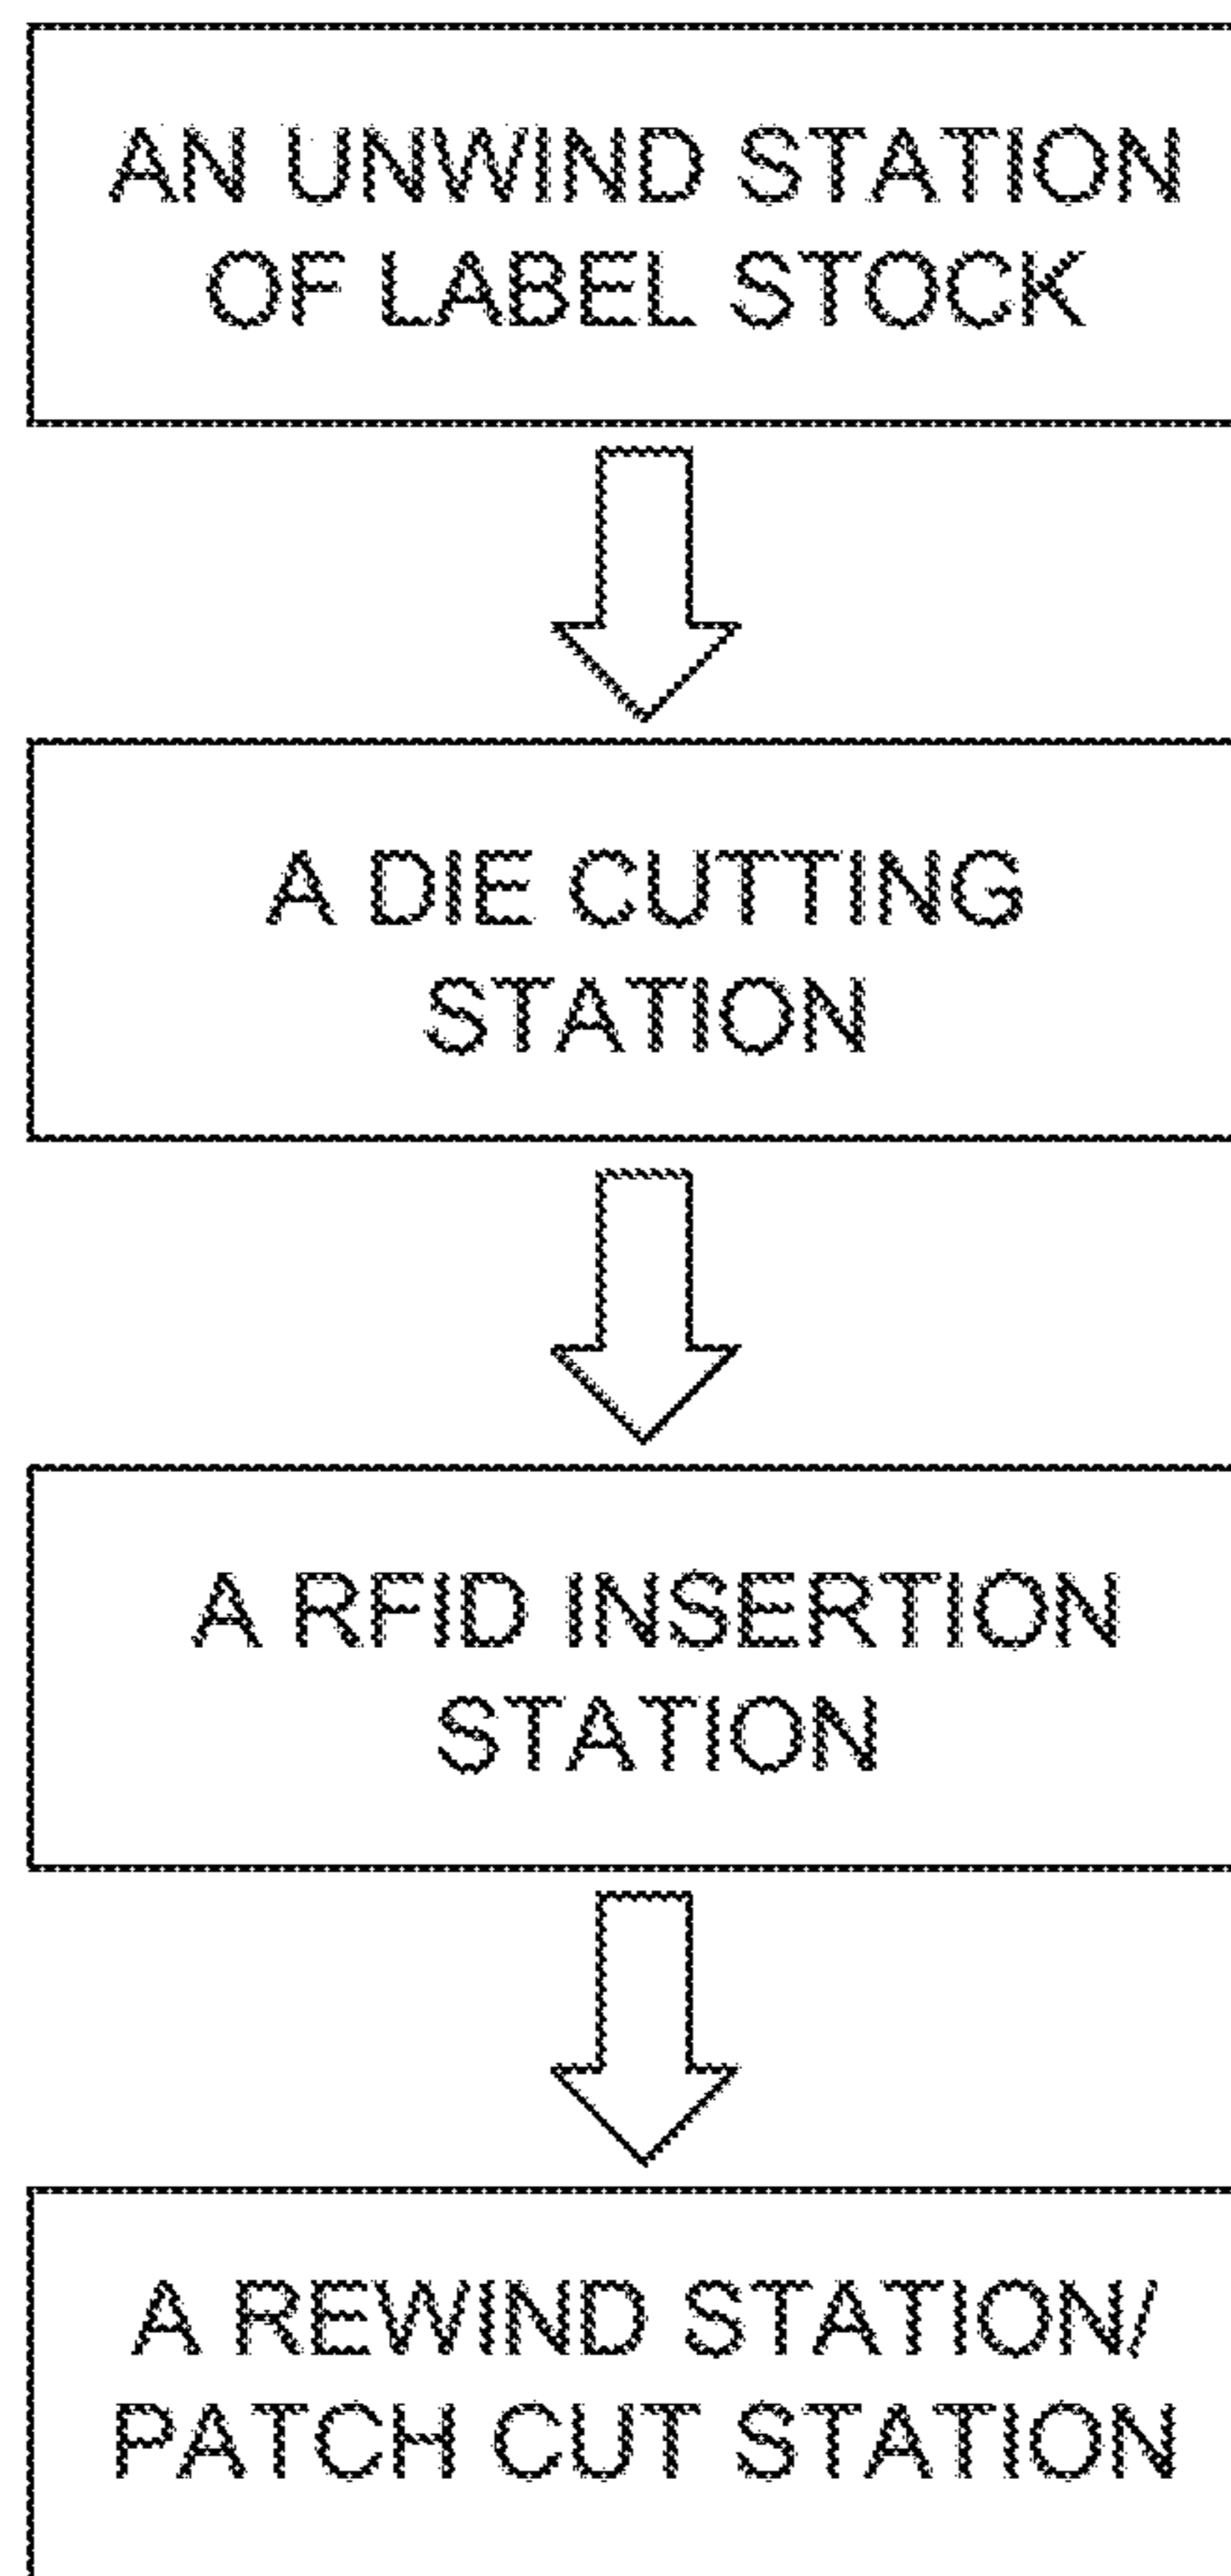 AN UNWIND STATION
OF LABEL STOCK
A DIE CUTTING
STATION
A RFID INSERTION
STATION
A REWIND STATION/
PATCH CUT STATION